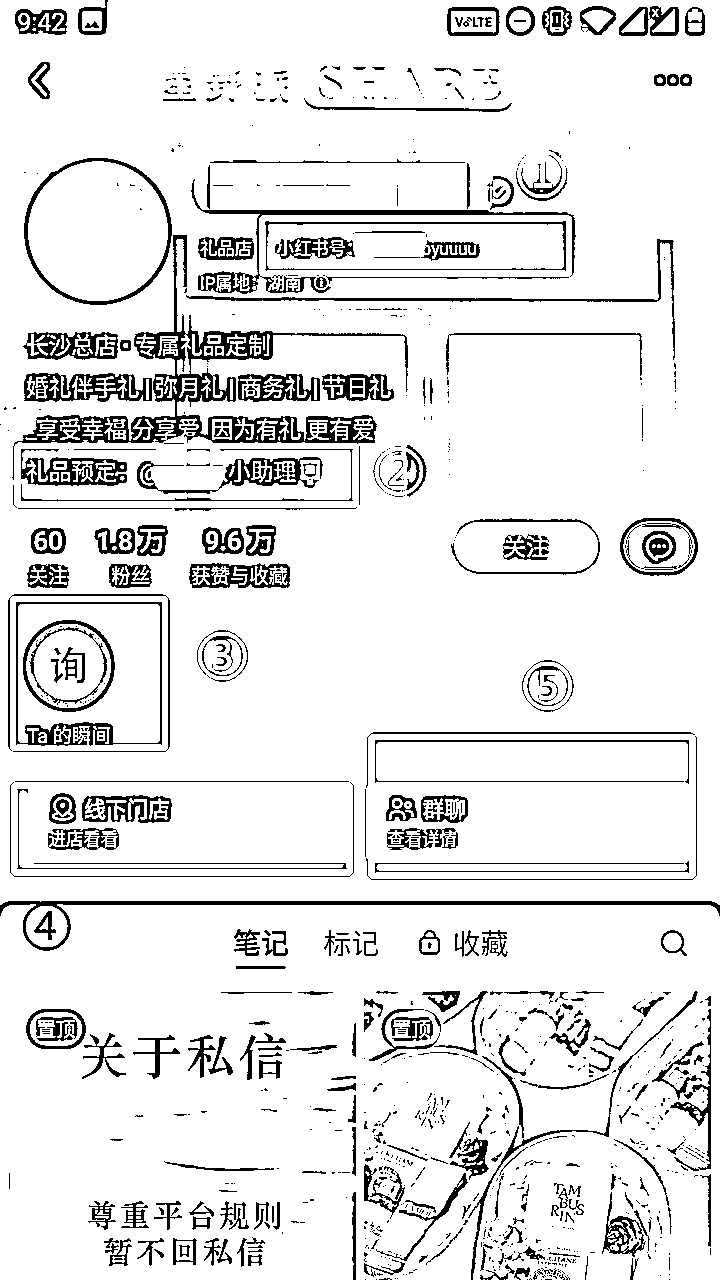 9:42 VoLTE
SHARE
①
礼品店 小红书号: yuuuu
IP属地：湖南
长沙总店·专属礼品定制
婚礼伴手礼|弥月礼|商务礼|节日礼
享受幸福 分享爱 因为有礼 更有爱
礼品预定：@ 小助理 ②
60 1.8万 9.6万 关注
关注 粉丝 获赞与收藏
询 ③
⑤
Ta 的瞬间
线下门店 群聊
进店看看 查看详情
④
笔记 标记 收藏
置顶 置顶
关于私信
TAM
BUS
RIN
TAM
BUS
RIN
尊重平台规则
暂不回私信